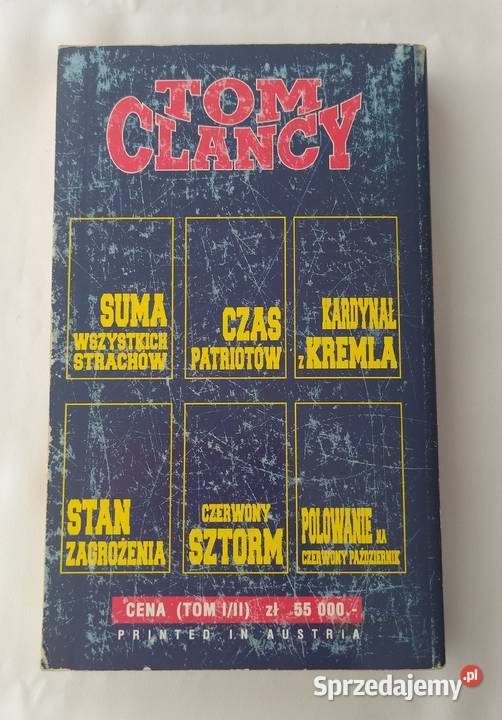 TOM
CLANCY
SUMA
WSZYSTKICH
STRACHÓW
CZAS
PATRIOTÓW
KARDYNAŁ
z KREMLA
STAN
ZAGROŻENIA
CZERWONY
SZTORM
POLOWANIE NA
CZERWONY PAŹDZIERNIK
CENA (TOM I/II) zł 55 000.-
PRINTED IN AUSTRIA
Sprzedajemy.pl